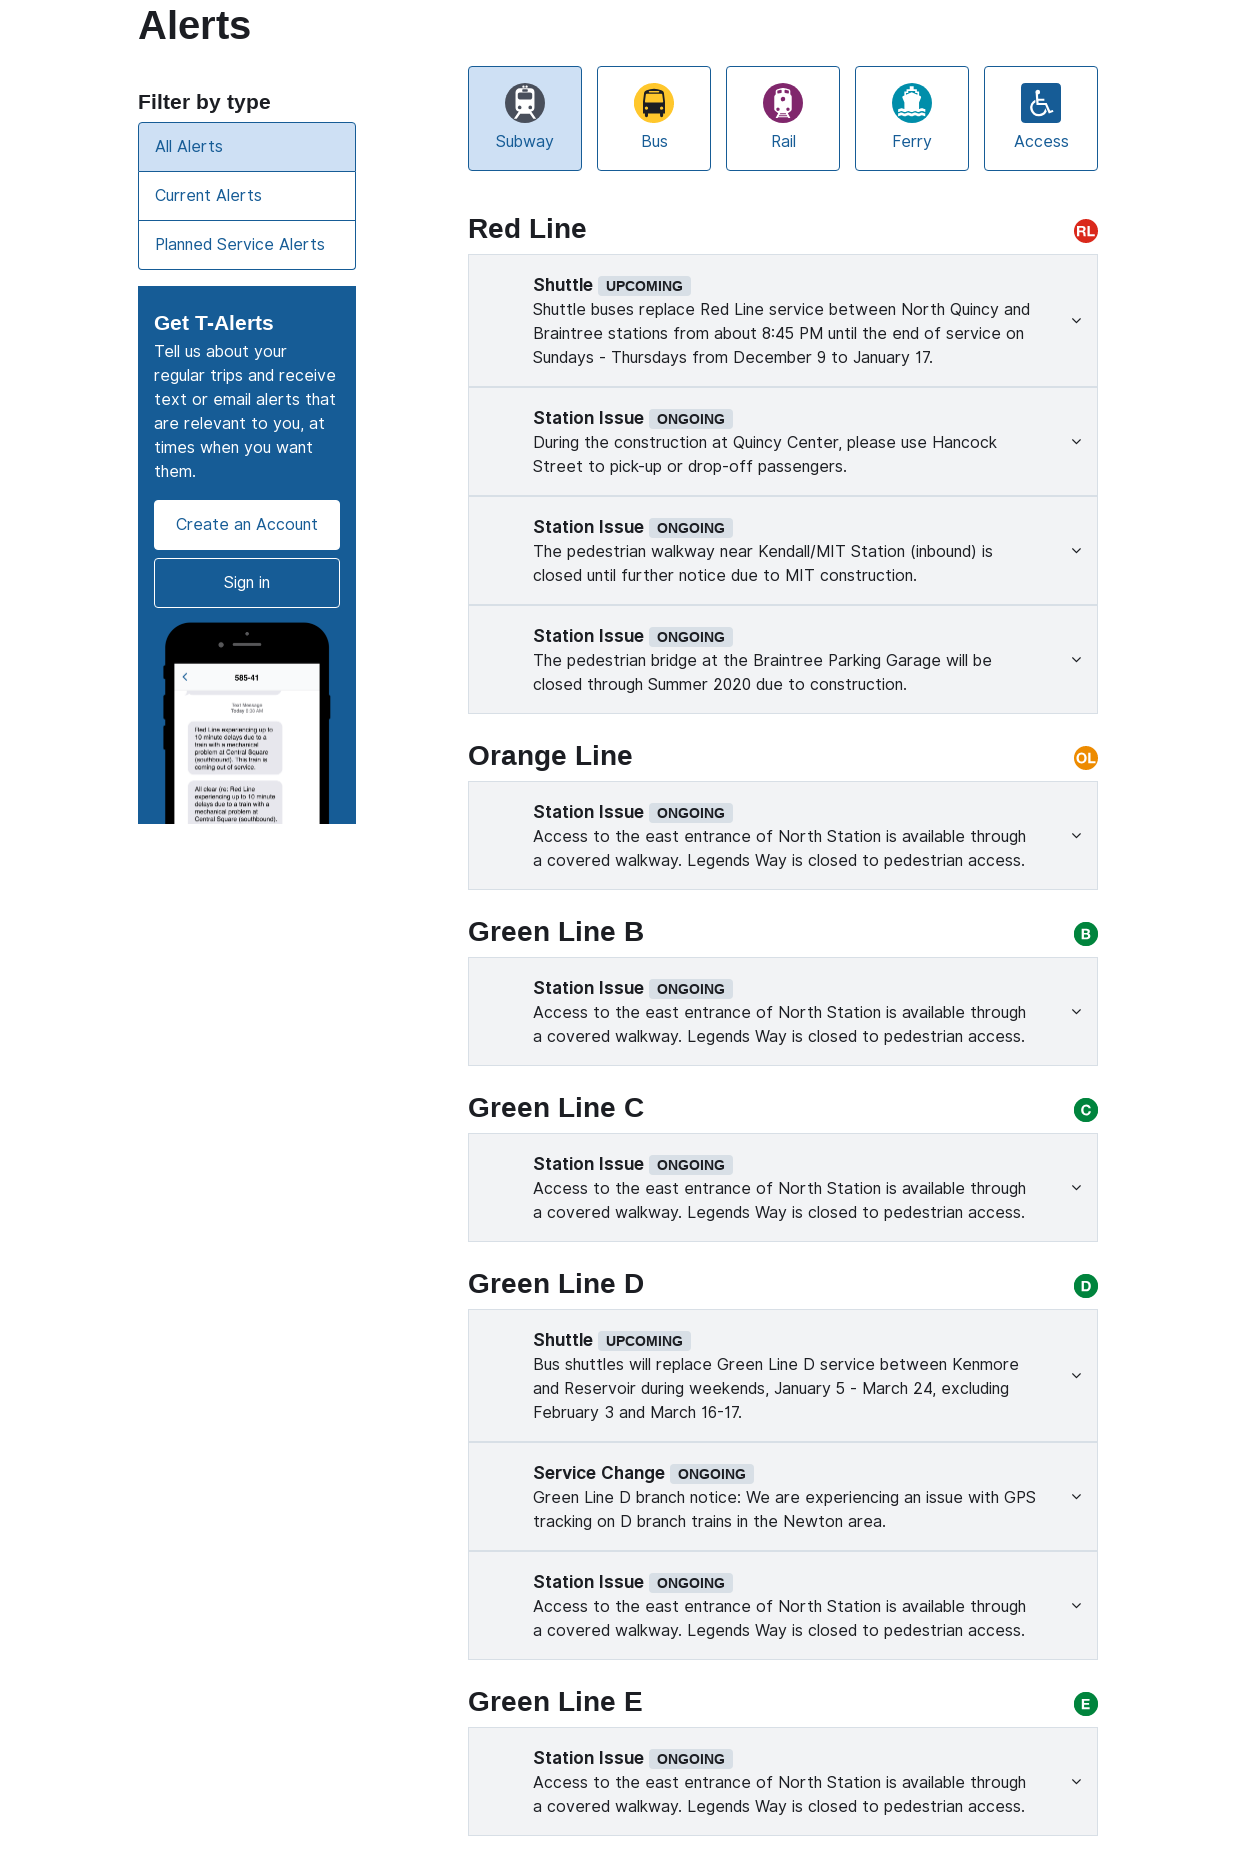 Alerts
Filter by type
All Alerts
Current Alerts
Planned Service Alerts
Get T-Alerts
Tell us about your
regular trips and receive
text or email alerts that
are relevant to you, at
times when you want
them.
Create an Account
Sign in
585-41
Text Message
Today 8:38 AM
Red Line experiencing up to
10 minute delays due to a
train with a mechanical
problem at Central Square
(southbound). This train is
coming out of service.
All clear (re: Red Line
experiencing up to 10 minute
delays due to a train with a
mechanical problem at
Central Square (southbound).
Subway
Bus
Rail
Ferry
Access
Red Line
RL
Shuttle UPCOMING
Shuttle buses replace Red Line service between North Quincy and
Braintree stations from about 8:45 PM until the end of service on
Sundays - Thursdays from December 9 to January 17.
Station Issue ONGOING
During the construction at Quincy Center, please use Hancock
Street to pick-up or drop-off passengers.
Station Issue ONGOING
The pedestrian walkway near Kendall/MIT Station (inbound) is
closed until further notice due to MIT construction.
Station Issue ONGOING
The pedestrian bridge at the Braintree Parking Garage will be
closed through Summer 2020 due to construction.
Orange Line
OL
Station Issue ONGOING
Access to the east entrance of North Station is available through
a covered walkway. Legends Way is closed to pedestrian access.
Green Line B
B
Station Issue ONGOING
Access to the east entrance of North Station is available through
a covered walkway. Legends Way is closed to pedestrian access.
Green Line C
C
Station Issue ONGOING
Access to the east entrance of North Station is available through
a covered walkway. Legends Way is closed to pedestrian access.
Green Line D
D
Shuttle UPCOMING
Bus shuttles will replace Green Line D service between Kenmore
and Reservoir during weekends, January 5 - March 24, excluding
February 3 and March 16-17.
Service Change ONGOING
Green Line D branch notice: We are experiencing an issue with GPS
tracking on D branch trains in the Newton area.
Station Issue ONGOING
Access to the east entrance of North Station is available through
a covered walkway. Legends Way is closed to pedestrian access.
Green Line E
E
Station Issue ONGOING
Access to the east entrance of North Station is available through
a covered walkway. Legends Way is closed to pedestrian access.